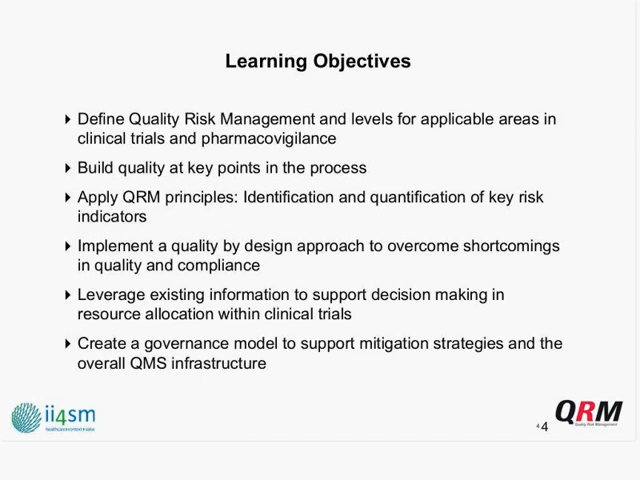 Learning Objectives
Define Quality Risk Management and levels for applicable areas in
clinical trials and pharmacovigilance
Build quality at key points in the process
Apply QRM principles: Identification and quantification of key risk
indicators
Implement a quality by design approach to overcome shortcomings
in quality and compliance
Leverage existing information to support decision making in
resource allocation within clinical trials
Create a governance model to support mitigation strategies and the
overall QMS infrastructure
ii4sm
4 4
QRM
Quality Risk Management